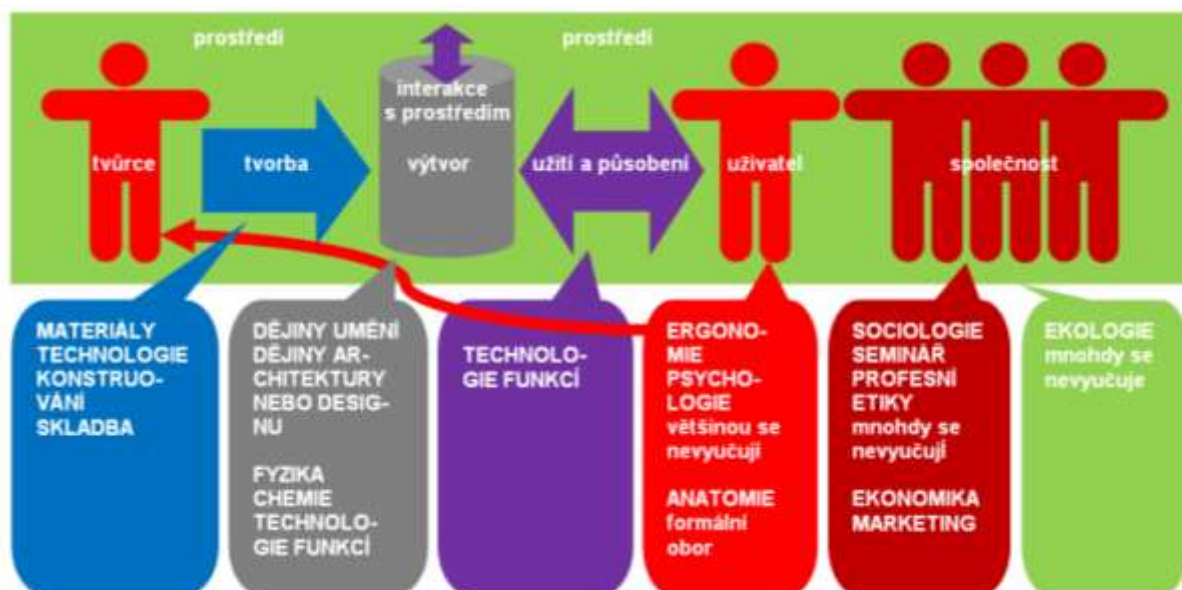 prostředí
prostředí
interakce
s prostředím
tvůrce
tvorba
výtvor
užití a působení
uživatel
společnost
MATERIÁLY
TECHNOLOGIE
KONSTRUO-
VÁNÍ
SKLADBA
DĚJINY UMĚNÍ
DĚJINY AR-
CHITEKTURY
NEBO DESIG-
NU
FYZIKA
CHEMIE
TECHNOLO-
GIE FUNKCÍ
TECHNOLO-
GIE FUNKCÍ
ERGONO-
MIE
PSYCHO-
LOGIE
většinou se
nevyučují
ANATOMIE
formální
obor
SOCIOLOGIE
SEMINÁŘ
PROFESNÍ
ETIKY
mnohdy se
nevyučují
EKONOMIKA
MARKETING
EKOLOGIE
mnohdy se
nevyučuje